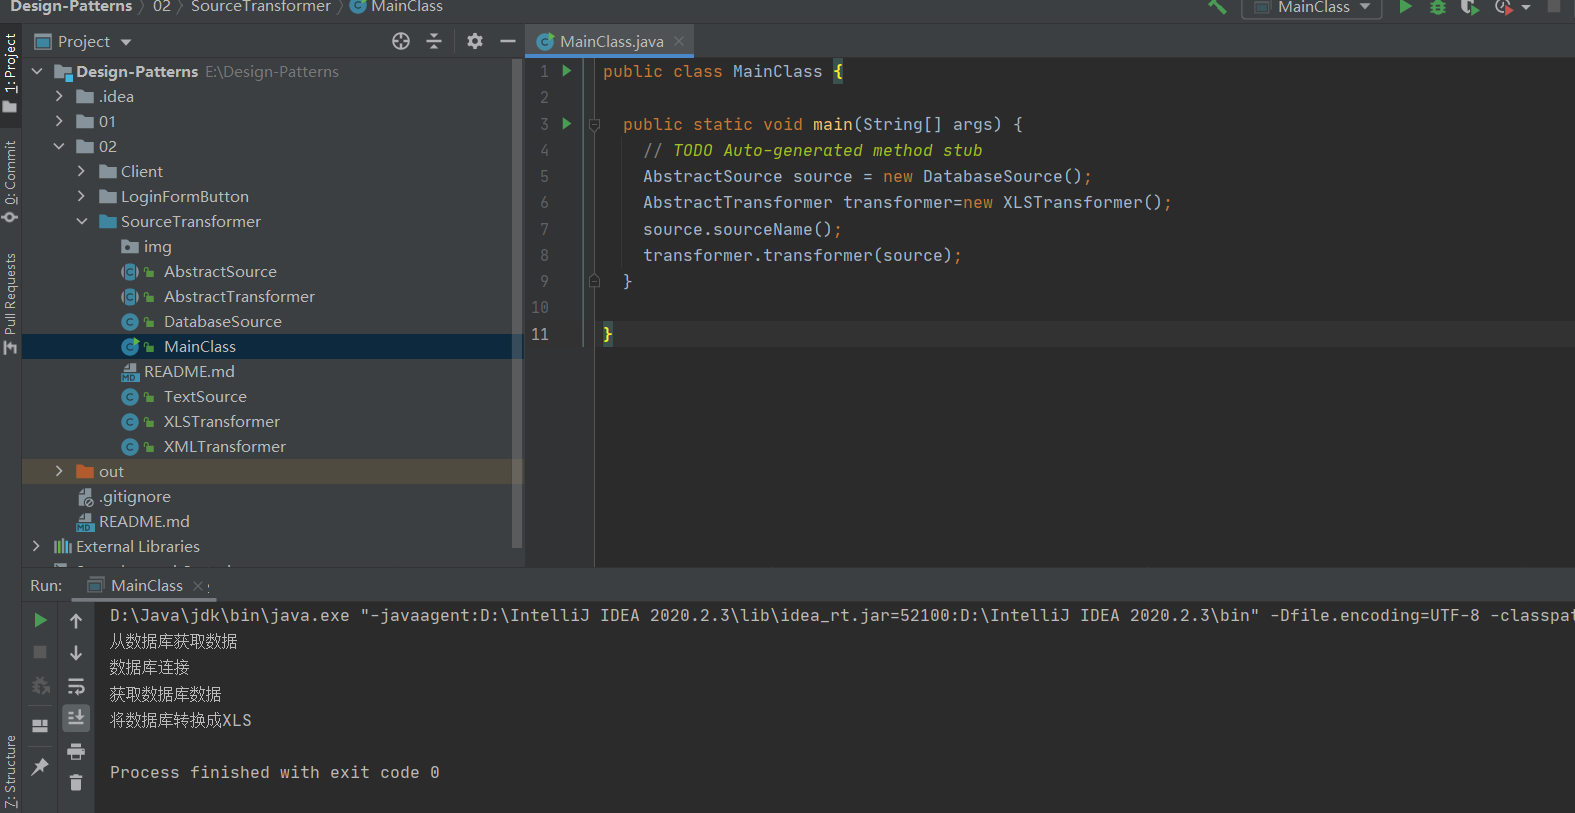 Design-Patterns 02 SourceTransformer MainClass
MainClass
1: Project
0: Commit
Pull Requests
Z: Structure
Project
Design-Patterns E:\Design-Patterns
.idea
01
02
Client
LoginFormButton
SourceTransformer
img
AbstractSource
AbstractTransformer
DatabaseSource
MainClass
README.md
TextSource
XLSTransformer
XMLTransformer
out
.gitignore
README.md
External Libraries
MainClass.java
1 public class MainClass {
2
3 public static void main(String[] args) {
4 // TODO Auto-generated method stub
5 AbstractSource source = new DatabaseSource();
6 AbstractTransformer transformer=new XLSTransformer();
7 source.sourceName();
8 transformer.transformer(source);
9 }
10
11 }
Run: MainClass
D:\Java\jdk\bin\java.exe "-javaagent:D:\IntelliJ IDEA 2020.2.3\lib\idea_rt.jar=52100:D:\IntelliJ IDEA 2020.2.3\bin" -Dfile.encoding=UTF-8 -classpat
从数据库获取数据
数据库连接
获取数据库数据
将数据库转换成XLS
Process finished with exit code 0